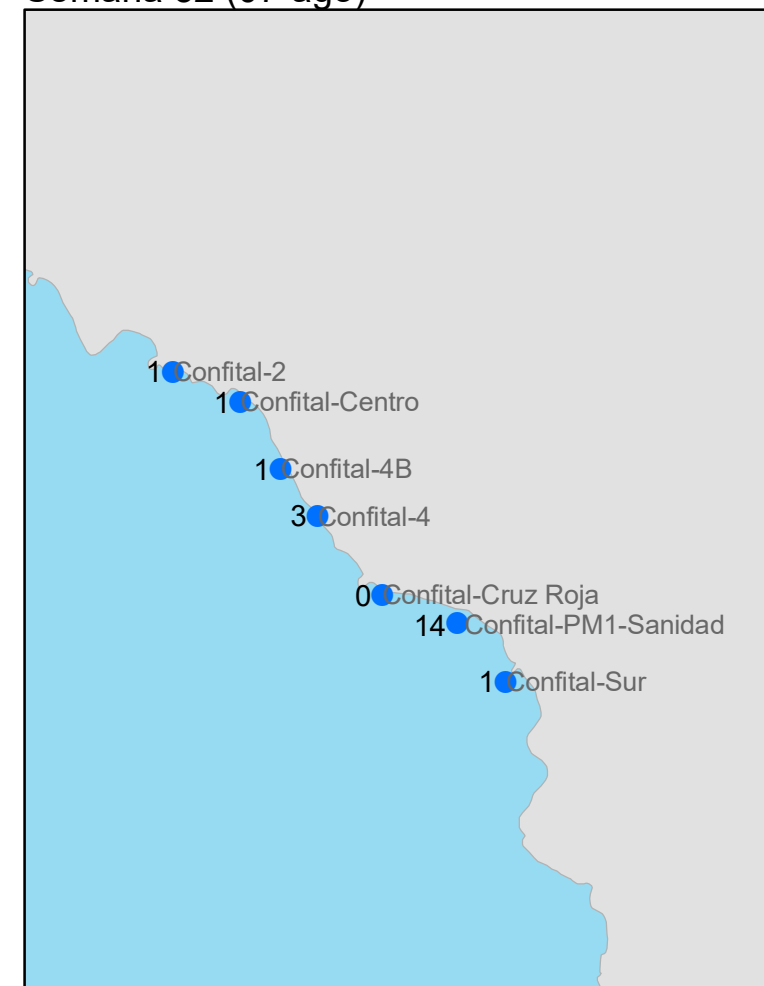 1 Confital-2
1 Confital-Centro
1 Confital-4B
3 Confital-4
0 Confital-Cruz Roja
14 Confital-PM1-Sanidad
1 Confital-Sur